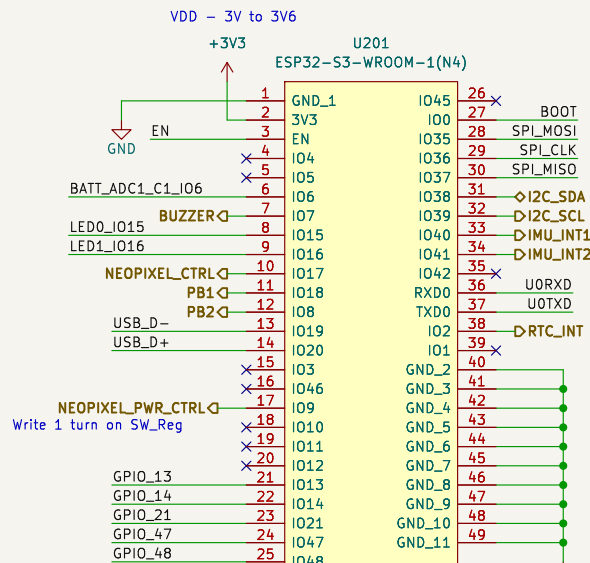 VDD - 3V to 3V6
+3V3
U201
ESP32-S3-WROOM-1(N4)
1 GND_1 IO45 26
2 3V3 IO0 27 BOOT
GND
EN 3 EN IO35 28 SPI_MOSI
4 IO4 IO36 29 SPI_CLK
5 IO5 IO37 30 SPI_MISO
BATT_ADC1_C1_IO6 6 IO6 IO38 31 I2C_SDA
BUZZER 7 IO7 IO39 32 I2C_SCL
LED0_IO15 8 IO15 IO40 33 IMU_INT1
LED1_IO16 9 IO16 IO41 34 IMU_INT2
NEOPIXEL_CTRL 10 IO17 IO42 35
PB1 11 IO18 RXD0 36 U0RXD
PB2 12 IO8 TXD0 37 U0TXD
USB_D- 13 IO19 IO2 38 RTC_INT
USB_D+ 14 IO20 IO1 39
15 IO3 GND_2 40
16 IO46 GND_3 41
NEOPIXEL_PWR_CTRL 17 IO9 GND_4 42
Write 1 turn on SW_Reg
18 IO10 GND_5 43
19 IO11 GND_6 44
20 IO12 GND_7 45
GPIO_13 21 IO13 GND_8 46
GPIO_14 22 IO14 GND_9 47
GPIO_21 23 IO21 GND_10 48
GPIO_47 24 IO47 GND_11 49
GPIO_48 25 IO48